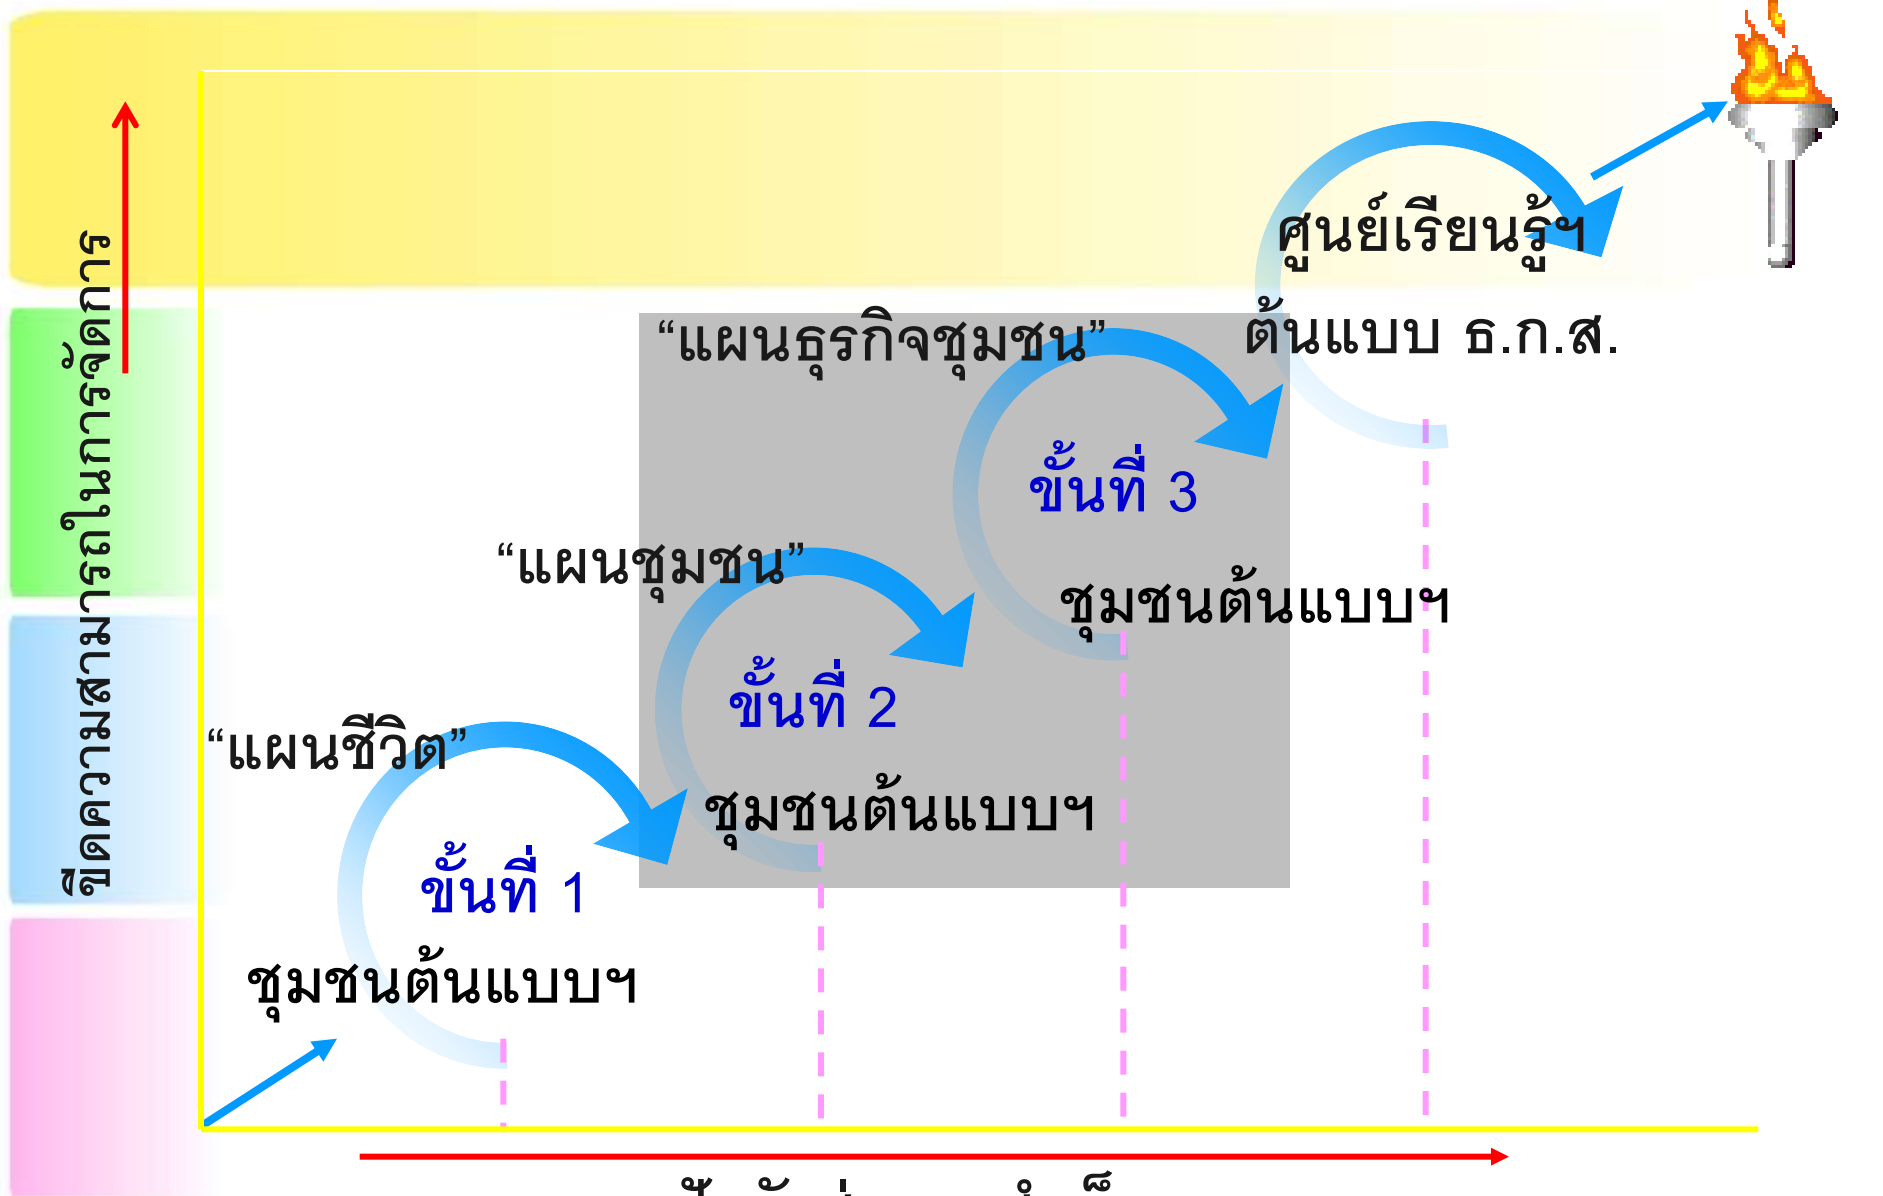 ศูนย์เรียนรู้ฯ
ต้นแบบ ธ.ก.ส.
“แผนธุรกิจชุมชน”
ขั้นที่ 3
ชุมชนต้นแบบฯ
“แผนชุมชน”
ขั้นที่ 2
ชุมชนต้นแบบฯ
“แผนชีวิต”
ขั้นที่ 1
ชุมชนต้นแบบฯ
ขีดความสามารถในการจัดการ